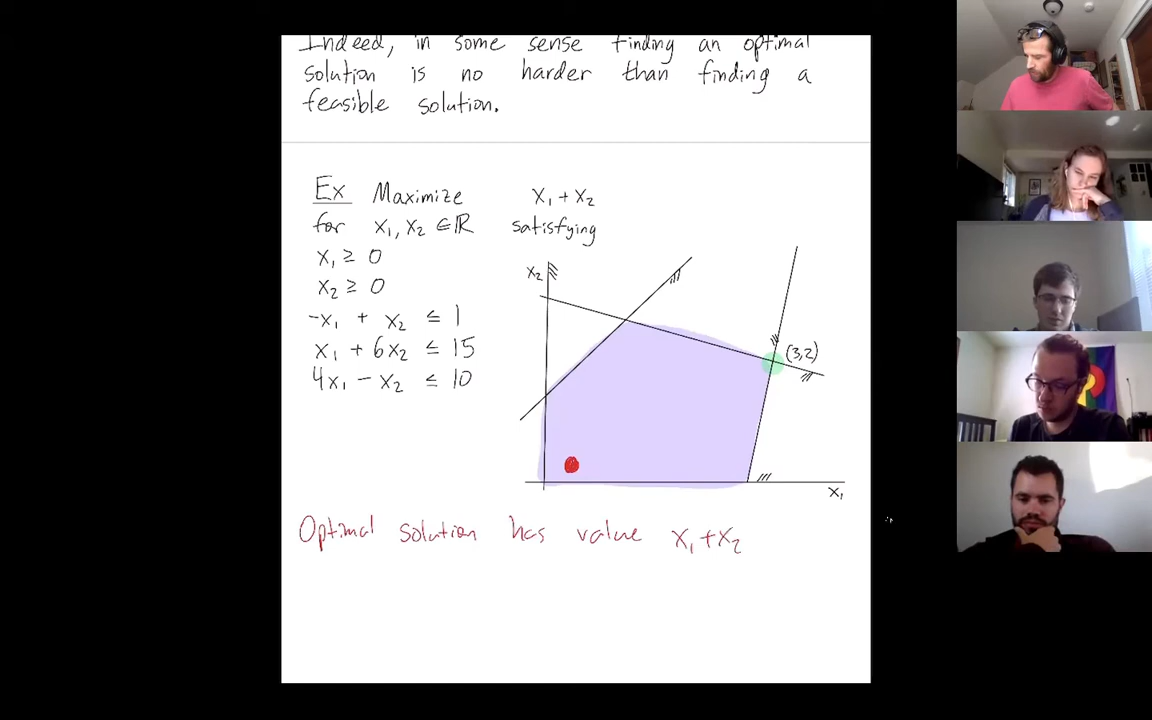 Indeed, in some sense finding an optimal
solution is no harder than finding a
feasible solution.
Ex Maximize x₁ + x₂
for x₁, x₂ ∈ ℝ satisfying
x₁ ≥ 0
x₂ ≥ 0
-x₁ + x₂ ≤ 1
x₁ + 6x₂ ≤ 15
4x₁ - x₂ ≤ 10
x₂
(3,2)
x₁
Optimal solution has value x₁+x₂